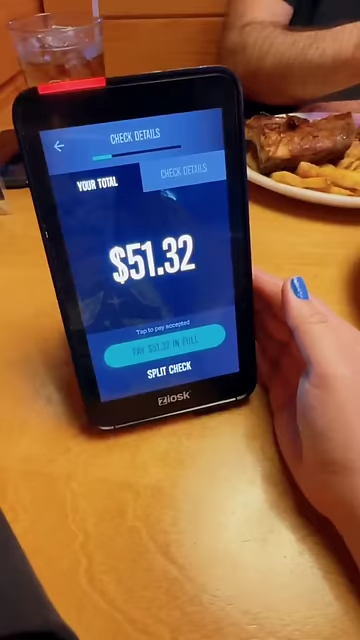 CHECK DETAILS
YOUR TOTAL
CHECK DETAILS
$51.32
Tap to pay accepted
PAY $51.32 IN FULL
SPLIT CHECK
Ziosk